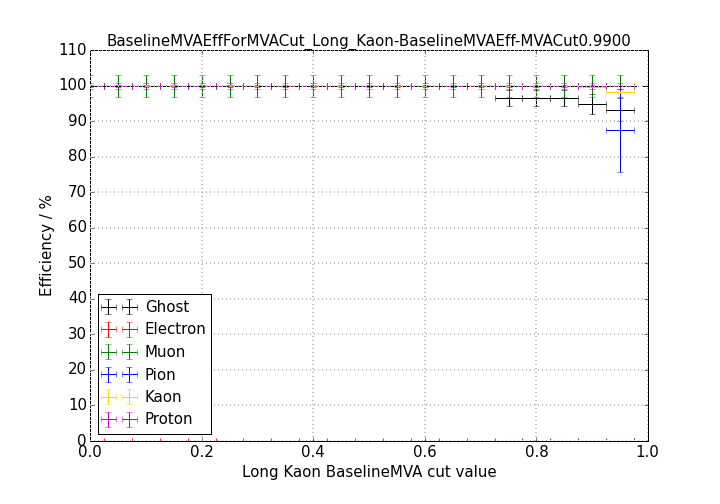 BaselineMVAEffForMVACut_Long_Kaon-BaselineMVAEff-MVACut0.9900
110
100
90
80
70
60
50
40
30
20
10
0
Efficiency / %
Ghost
Electron
Muon
Pion
Kaon
Proton
0.0 0.2 0.4 0.6 0.8 1.0
Long Kaon BaselineMVA cut value